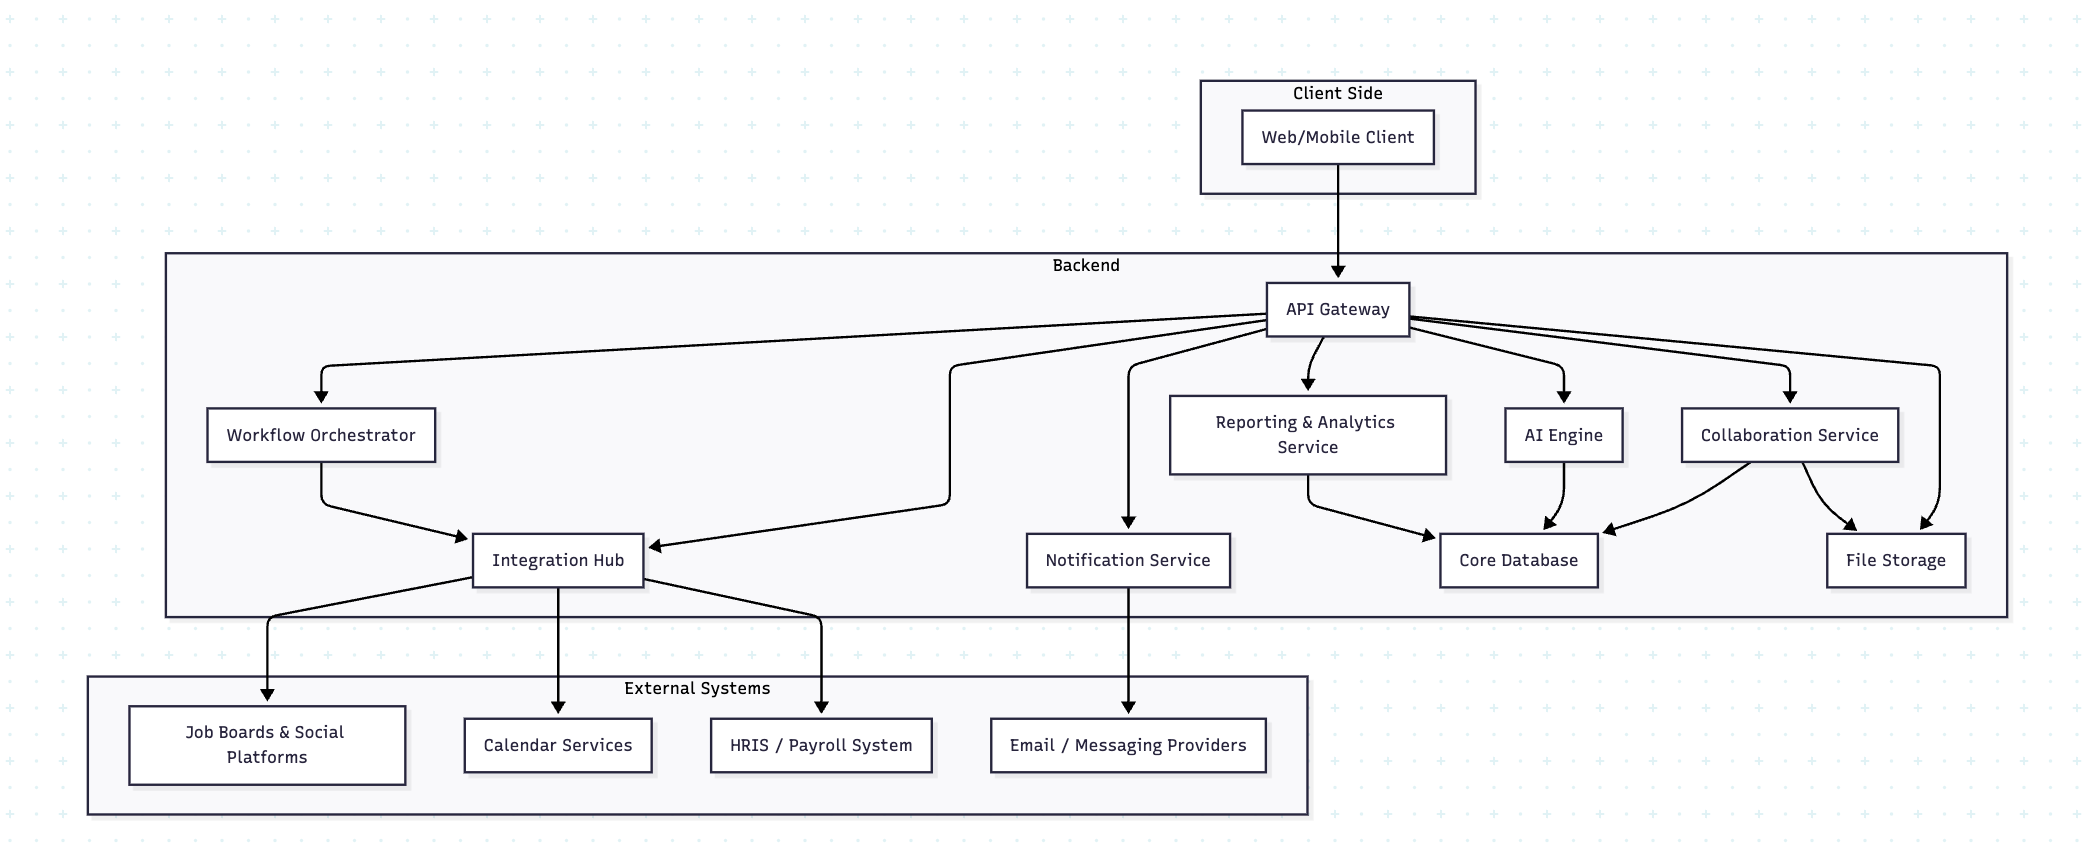 Client Side
Web/Mobile Client
Backend
API Gateway
Workflow Orchestrator
Reporting & Analytics
Service
AI Engine
Collaboration Service
Integration Hub
Notification Service
Core Database
File Storage
External Systems
Job Boards & Social
Platforms
Calendar Services
HRIS / Payroll System
Email / Messaging Providers